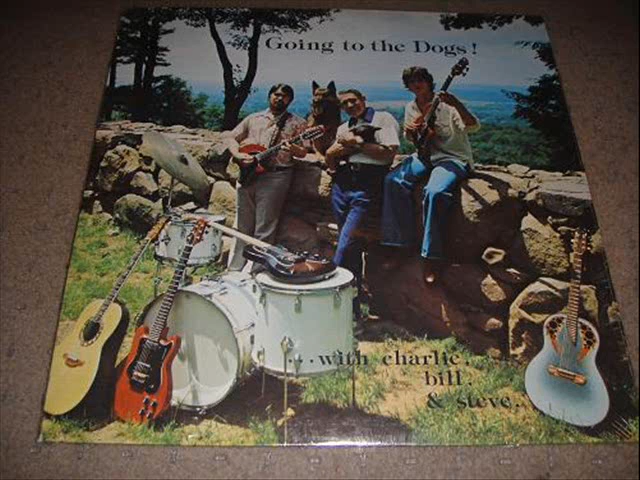 Going to the Dogs!
...with charlie,
bill,
& steve..